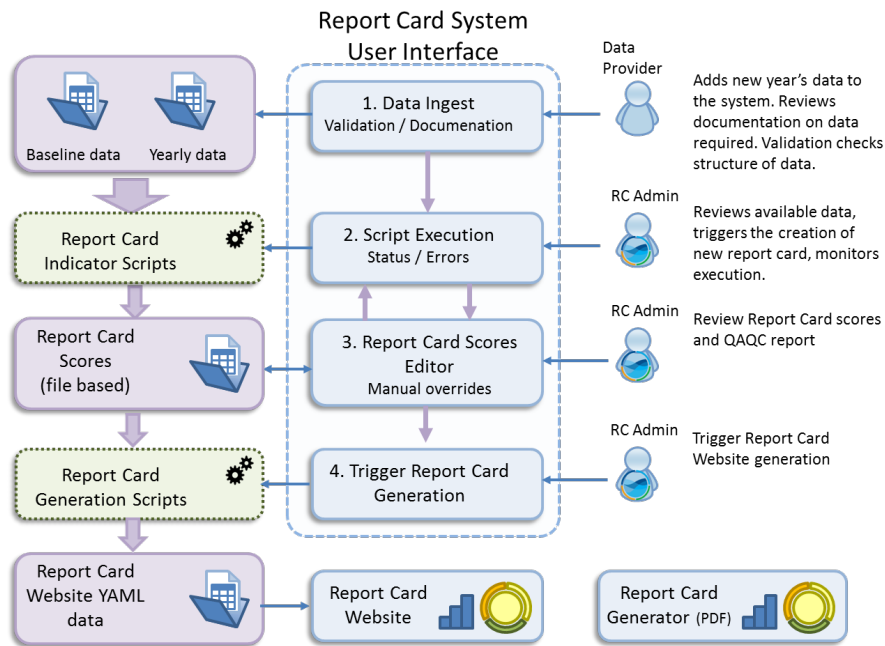 Report Card System
User Interface
Baseline data
Yearly data
1. Data Ingest
Validation / Documenation
Data
Provider
Adds new year's data to
the system. Reviews
documentation on data
required. Validation checks
structure of data.
Report Card
Indicator Scripts
2. Script Execution
Status / Errors
RC Admin
Reviews available data,
triggers the creation of
new report card, monitors
execution.
Report Card
Scores
(file based)
3. Report Card Scores
Editor
Manual overrides
RC Admin
Review Report Card scores
and QAQC report
Report Card
Generation Scripts
4. Trigger Report Card
Generation
RC Admin
Trigger Report Card
Website generation
Report Card
Website YAML
data
Report Card
Website
Report Card
Generator (PDF)